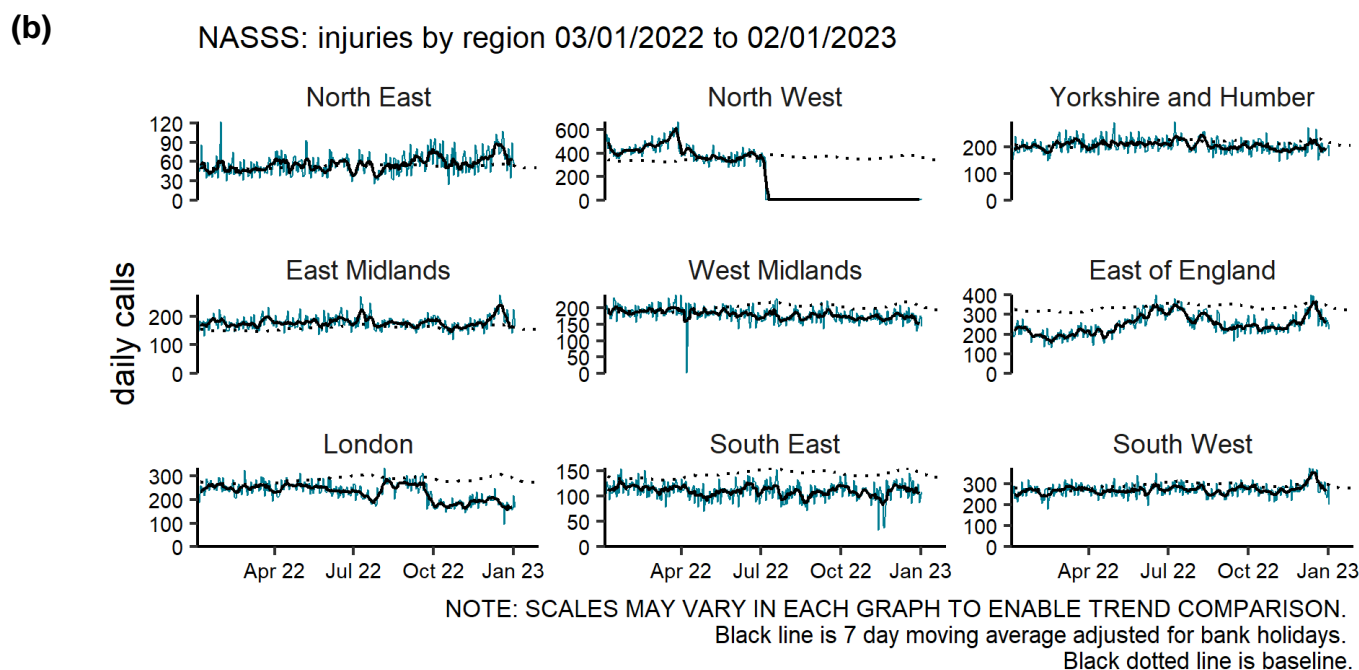 (b)
NASSS: injuries by region 03/01/2022 to 02/01/2023
North East
North West
Yorkshire and Humber
120
90
60
30
0
600
400
200
0
200
100
0
East Midlands
West Midlands
East of England
200
100
0
200
150
100
50
0
400
300
200
100
0
daily calls
London
South East
South West
300
200
100
0
150
100
50
0
300
200
100
0
Apr 22 Jul 22 Oct 22 Jan 23
Apr 22 Jul 22 Oct 22 Jan 23
Apr 22 Jul 22 Oct 22 Jan 23
NOTE: SCALES MAY VARY IN EACH GRAPH TO ENABLE TREND COMPARISON.
Black line is 7 day moving average adjusted for bank holidays.
Black dotted line is baseline.